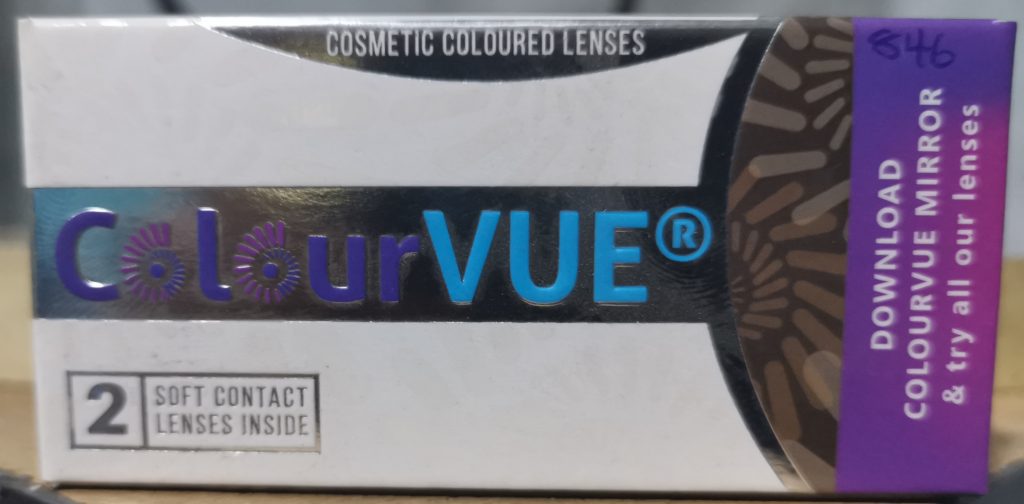 COSMETIC COLOURED LENSES
ColourVUE®
2
SOFT CONTACT
LENSES INSIDE
846
DOWNLOAD
COLOURVUE MIRROR
& try all our lenses